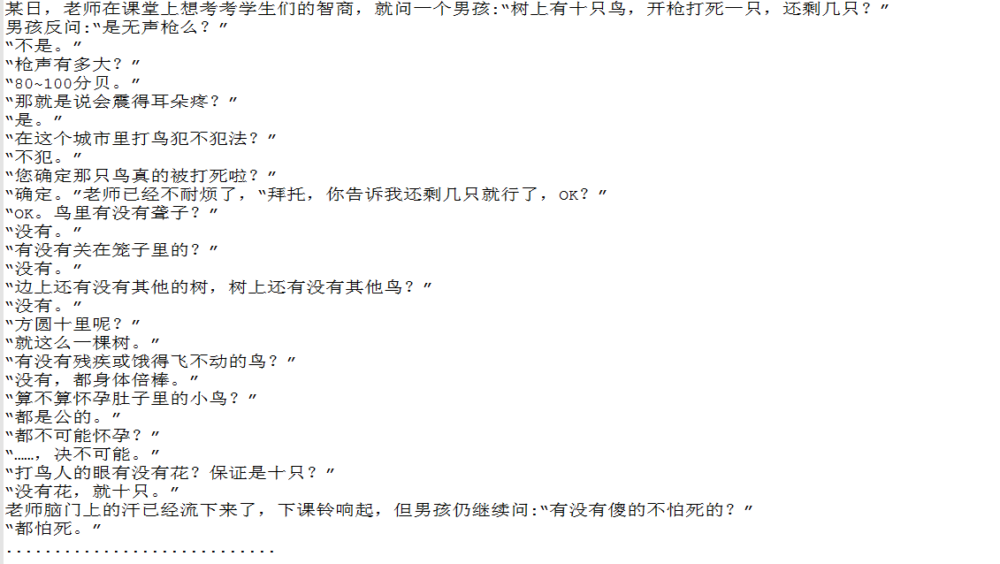 某日，老师在课堂上想考考学生们的智商，就问一个男孩:“树上有十只鸟，开枪打死一只，还剩几只？”
男孩反问:“是无声枪么？”
“不是。”
“枪声有多大？”
“80~100分贝。”
“那就是说会震得耳朵疼？”
“是。”
“在这个城市里打鸟犯不犯法？”
“不犯。”
“您确定那只鸟真的被打死啦？”
“确定。”老师已经不耐烦了，“拜托，你告诉我还剩几只就行了，OK？”
“OK。鸟里有没有聋子？”
“没有。”
“有没有关在笼子里的？”
“没有。”
“边上还有没有其他的树，树上还有没有其他鸟？”
“没有。”
“方圆十里呢？”
“就这么一棵树。”
“有没有残疾或饿得飞不动的鸟？”
“没有，都身体倍棒。”
“算不算怀孕肚子里的小鸟？”
“都是公的。”
“都不可能怀孕？”
“……，决不可能。”
“打鸟人的眼有没有花？保证是十只？”
“没有花，就十只。”
老师脑门上的汗已经流下来了，下课铃响起，但男孩仍继续问:“有没有傻的不怕死的？”
“都怕死。”
............................